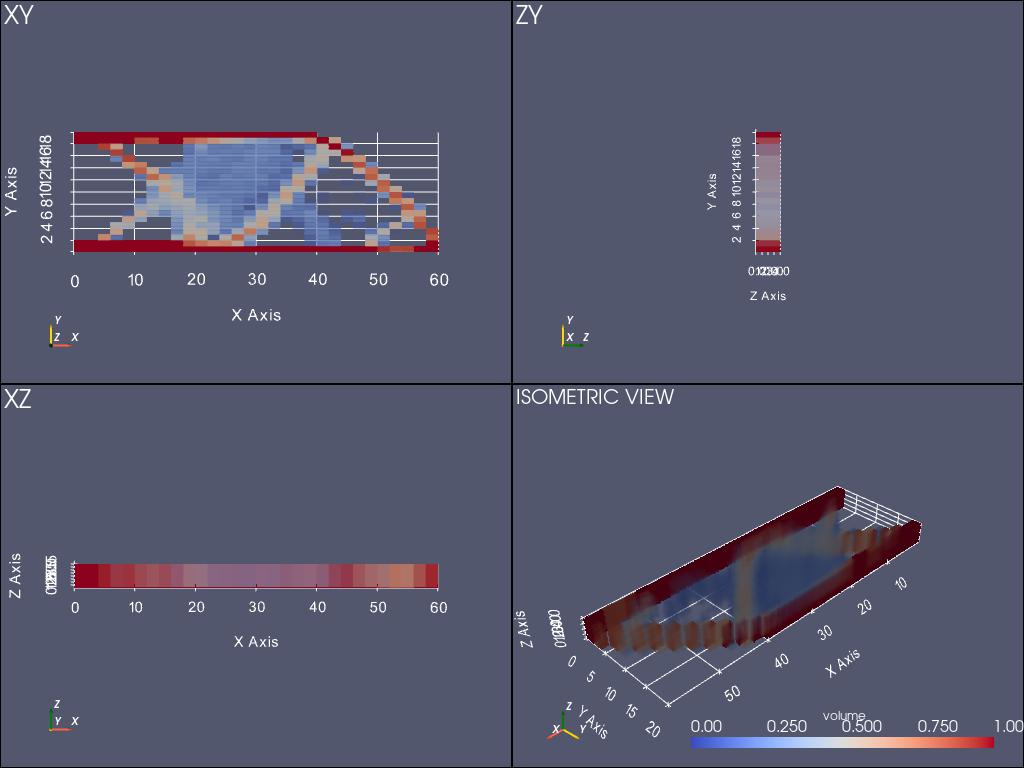 XY
Y Axis
2 4 6 8 10 12 14 16 18
0 10 20 30 40 50 60
X Axis
Y
Z X
ZY
Y Axis
2 4 6 8 10 12 14 16 18
Z Axis
Y
X Z
XZ
Z Axis
0 10 20 30 40 50 60
X Axis
Z
Y X
ISOMETRIC VIEW
Z Axis
0 5 10 15 20
Y Axis
50 40 30 20 10
X Axis
Z
X Y
volume
0.00 0.250 0.500 0.750 1.00